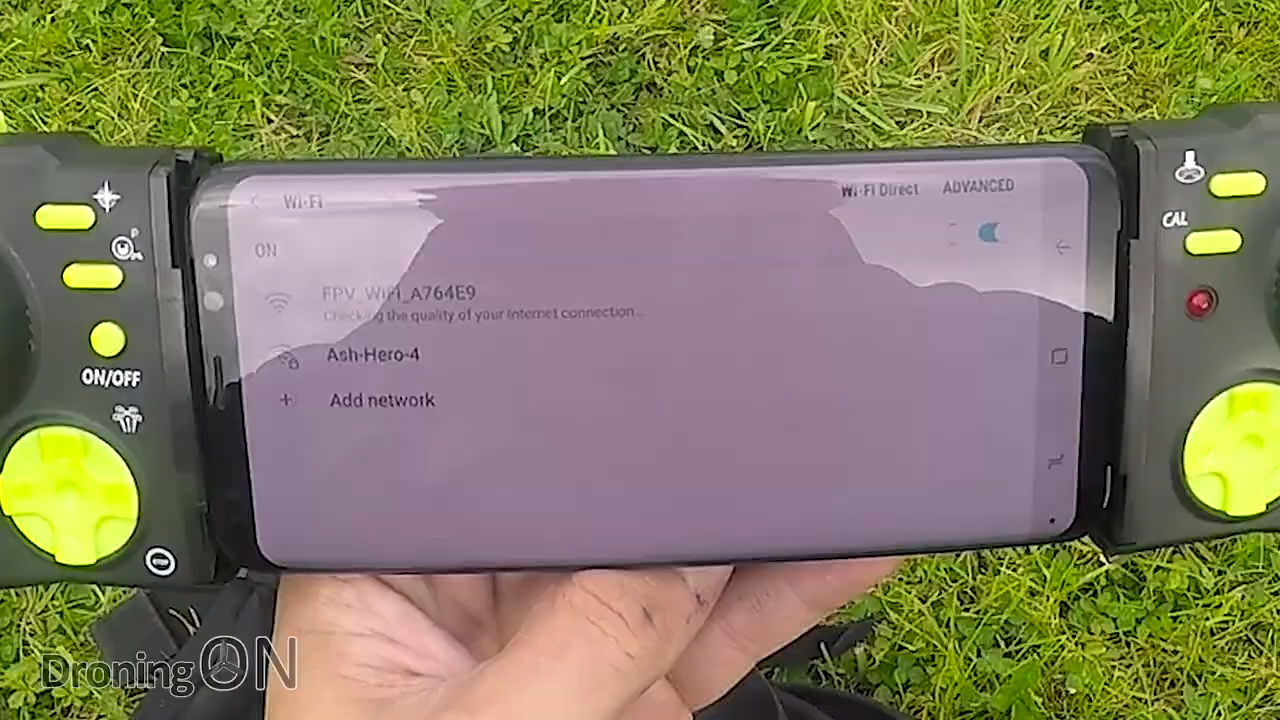 Wi-Fi
Wi-Fi Direct
ADVANCED
ON
FPV_WiFi_A764E9
Checking the quality of your Internet connection...
Ash-Hero-4
Add network
ON/OFF
STOP
P
CAL
DroningON